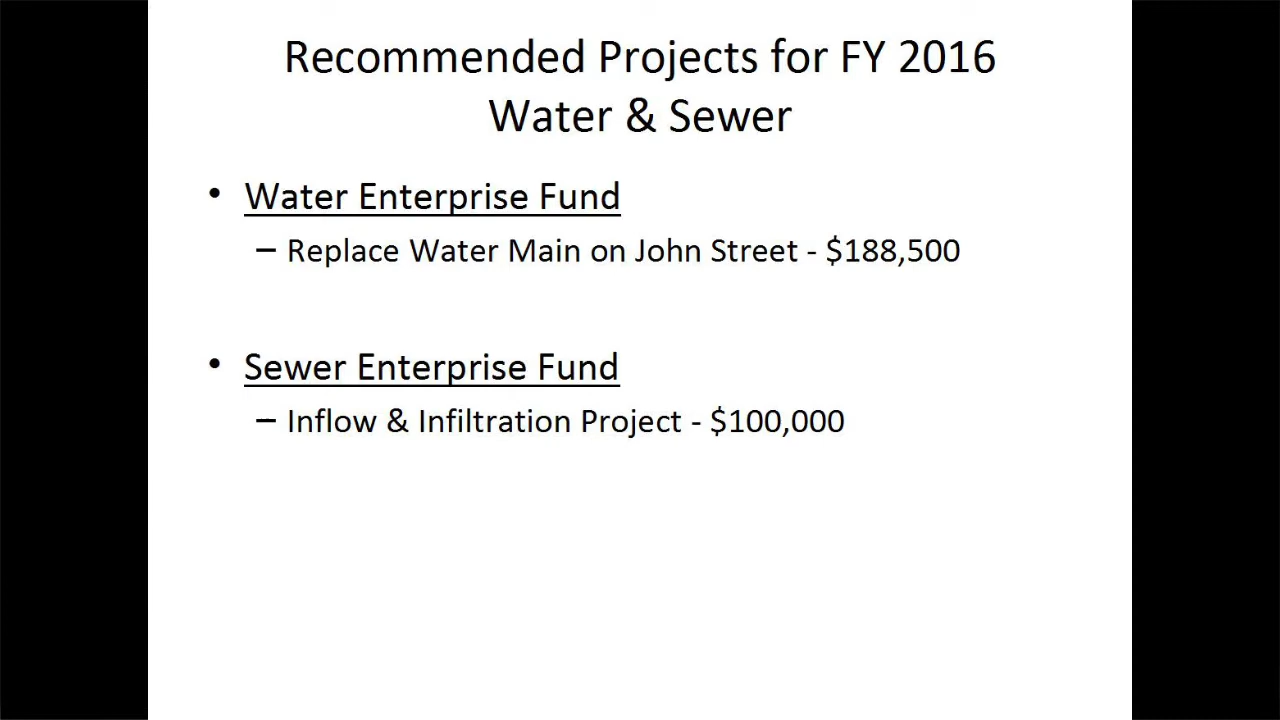 Recommended Projects for FY 2016
Water & Sewer
• Water Enterprise Fund
– Replace Water Main on John Street - $188,500
• Sewer Enterprise Fund
– Inflow & Infiltration Project - $100,000